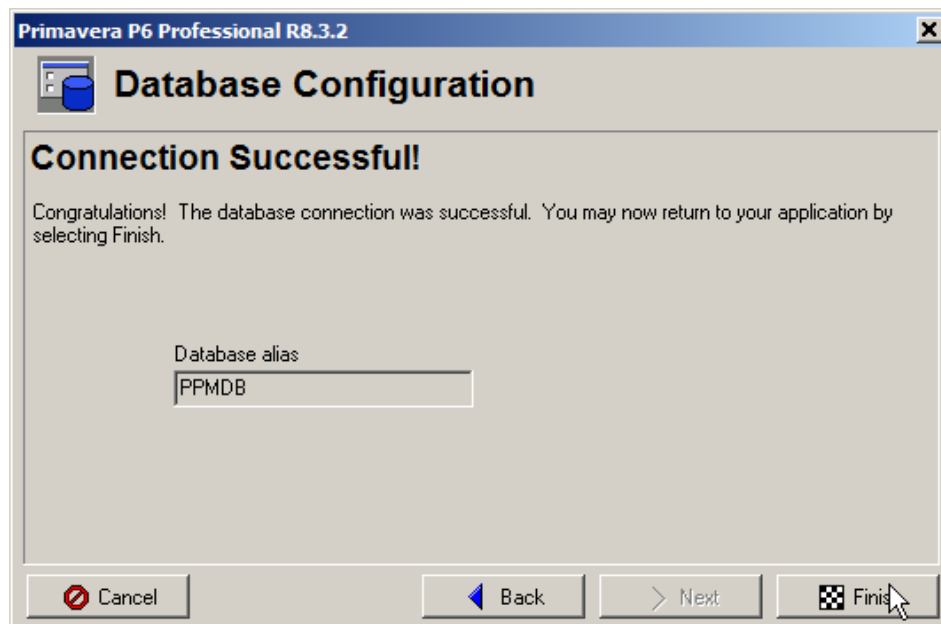 Primavera P6 Professional R8.3.2
Database Configuration
Connection Successful!
Congratulations!  The database connection was successful.  You may now return to your application by
selecting Finish.
Database alias
PPMDB
Cancel
Back
Next
Finis